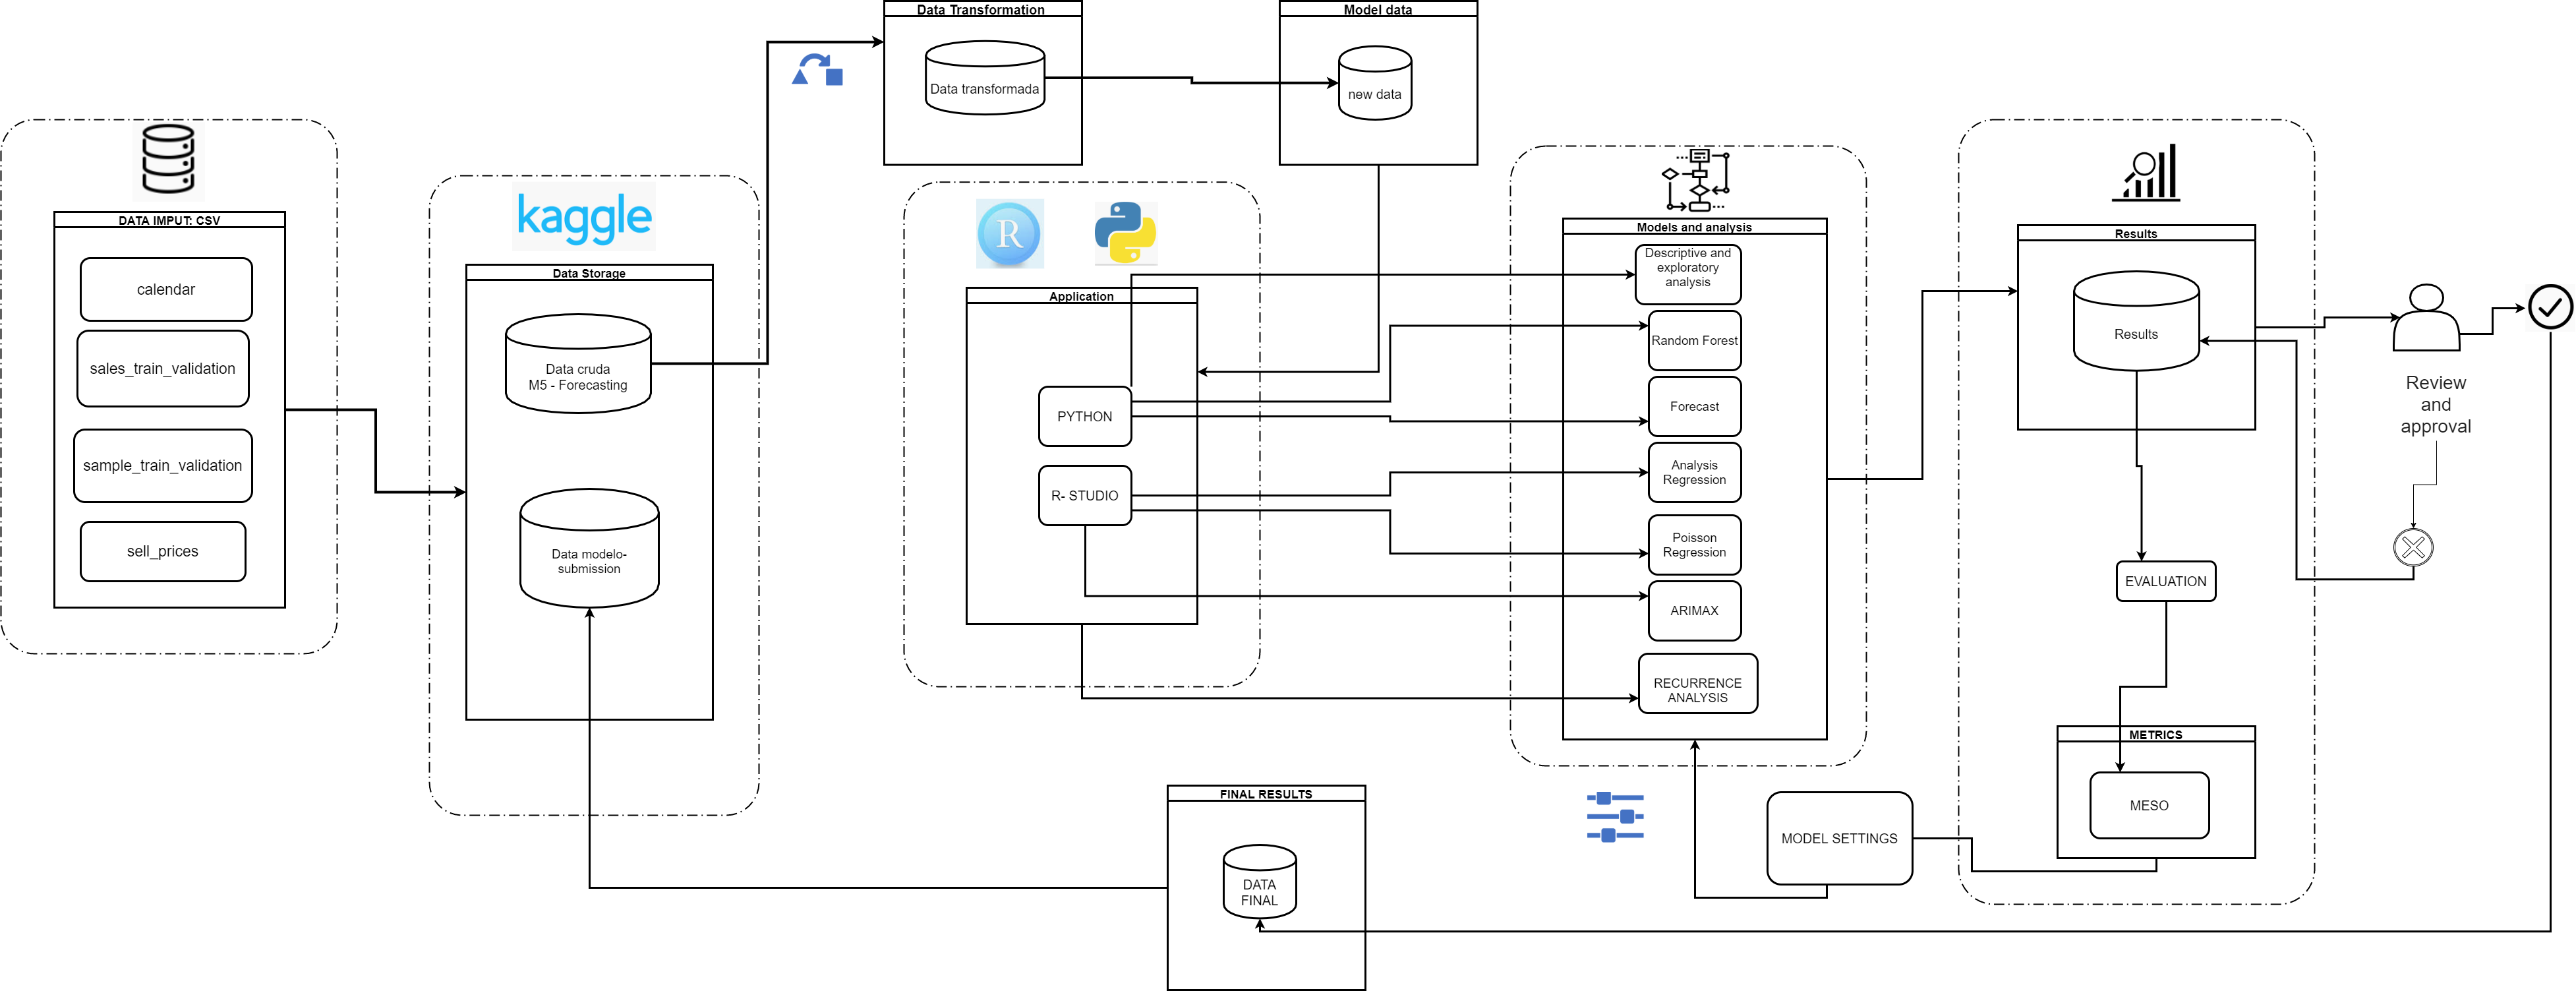 Data Transformation
Data transformada
Model data
new data
DATA IMPUT: CSV
calendar
sales_train_validation
sample_train_validation
sell_prices
kaggle
Data Storage
Data cruda
M5 - Forecasting
Data modelo-
submission
R
Application
PYTHON
R- STUDIO
Models and analysis
Descriptive and
exploratory
analysis
Random Forest
Forecast
Analysis
Regression
Poisson
Regression
ARIMAX
RECURRENCE
ANALYSIS
Results
Results
EVALUATION
METRICS
MESO
MODEL SETTINGS
Review
and
approval
FINAL RESULTS
DATA
FINAL